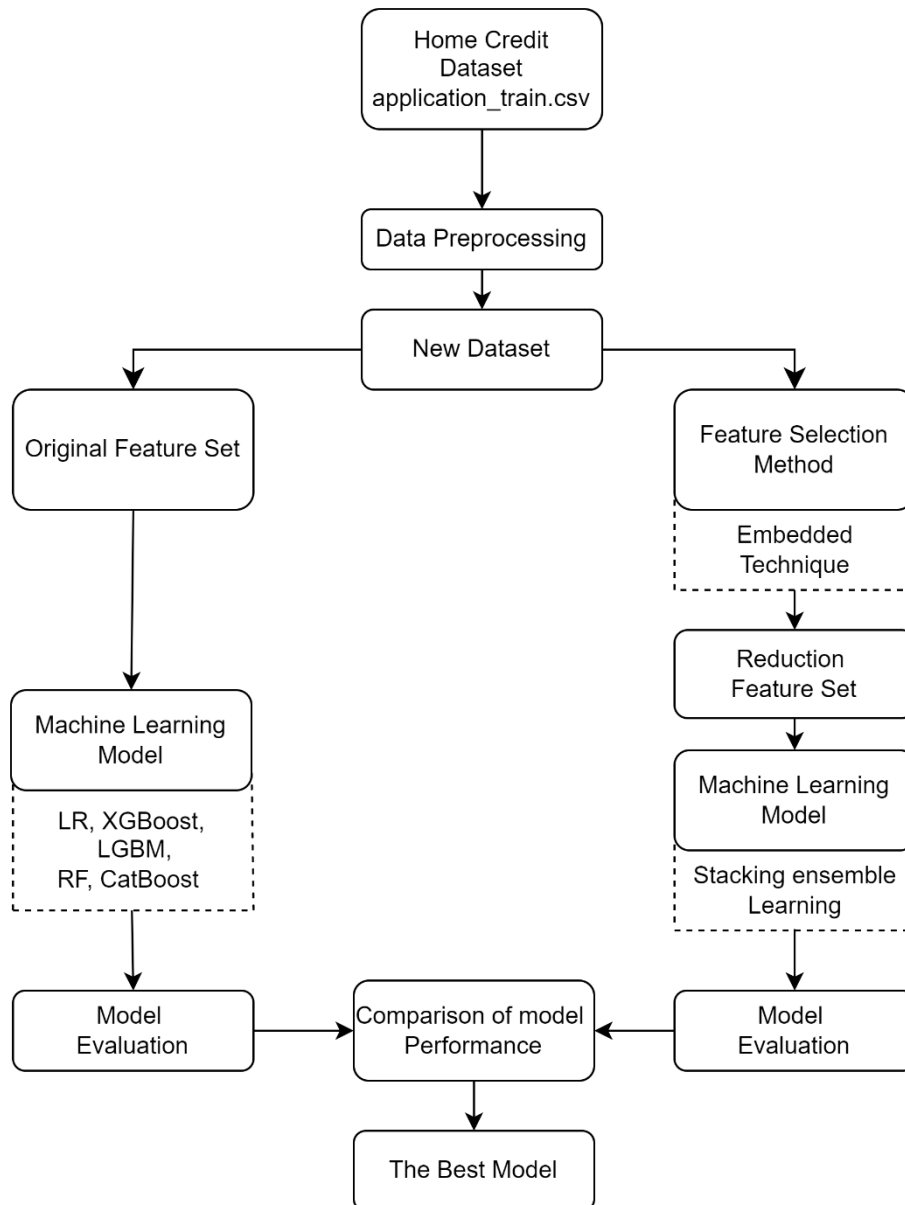 Home Credit
Dataset
application_train.csv
Data Preprocessing
New Dataset
Original Feature Set
Feature Selection
Method
Embedded
Technique
Reduction
Feature Set
Machine Learning
Model
LR, XGBoost,
LGBM,
RF, CatBoost
Machine Learning
Model
Stacking ensemble
Learning
Model
Evaluation
Comparison of model
Performance
Model
Evaluation
The Best Model